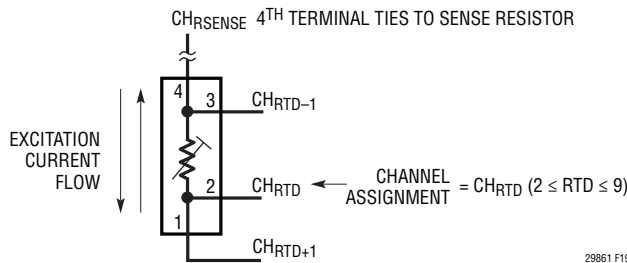 CHRSENSE 4TH TERMINAL TIES TO SENSE RESISTOR
4
3
CHRTD–1
EXCITATION
CURRENT
FLOW
2
CHRTD
CHANNEL
ASSIGNMENT = CHRTD (2 ≤ RTD ≤ 9)
1
CHRTD+1
29861 F19